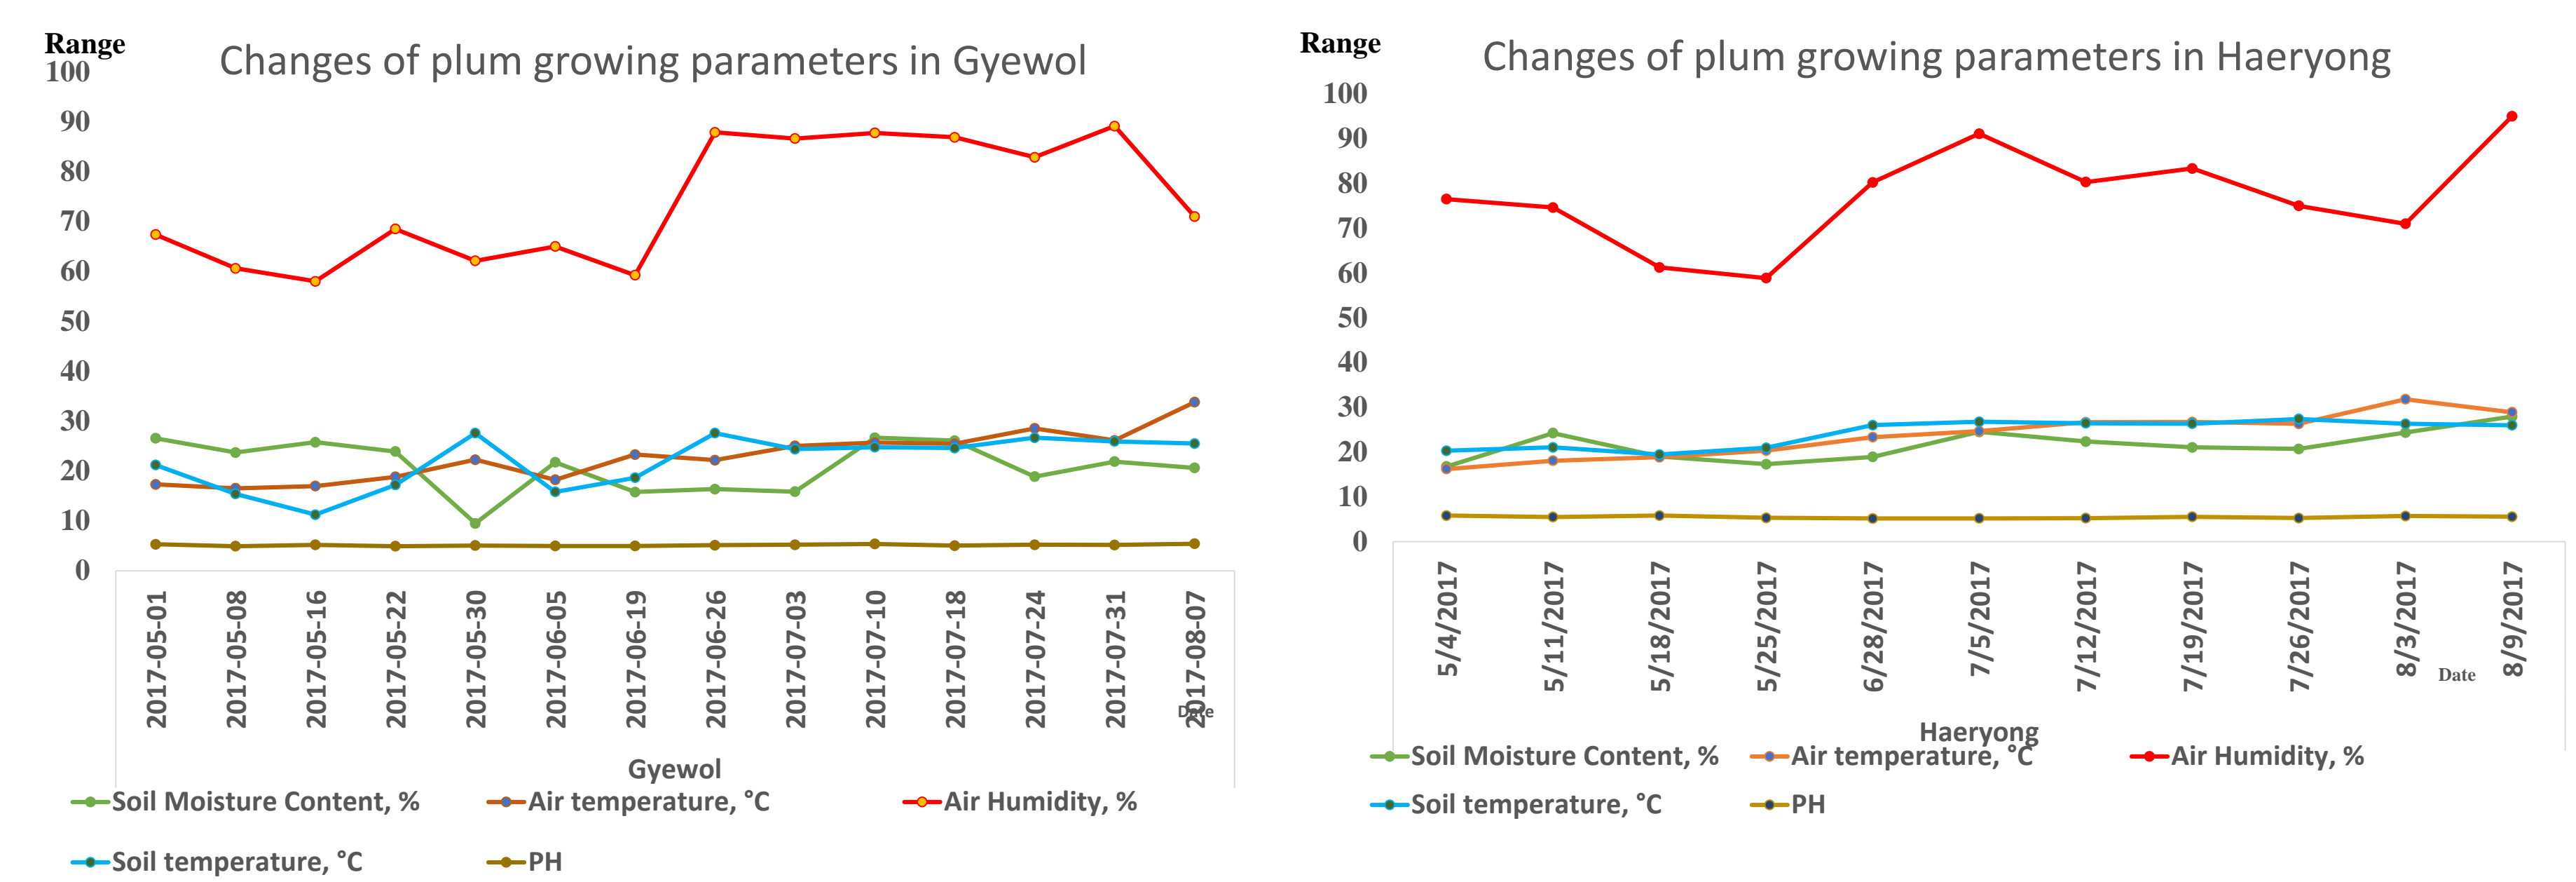 Range
Changes of plum growing parameters in Gyewol
100
90
80
70
60
50
40
30
20
10
0
2017-05-01
2017-05-08
2017-05-16
2017-05-22
2017-05-30
2017-06-05
2017-06-19
2017-06-26
2017-07-03
2017-07-10
2017-07-18
2017-07-24
2017-07-31
2017-08-07
Date
Gyewol
Soil Moisture Content, %
Air temperature, °C
Air Humidity, %
Soil temperature, °C
PH
Range
Changes of plum growing parameters in Haeryong
100
90
80
70
60
50
40
30
20
10
0
5/4/2017
5/11/2017
5/18/2017
5/25/2017
6/28/2017
7/5/2017
7/12/2017
7/19/2017
7/26/2017
8/3/2017
8/9/2017
Date
Haeryong
Soil Moisture Content, %
Air temperature, °C
Air Humidity, %
Soil temperature, °C
PH